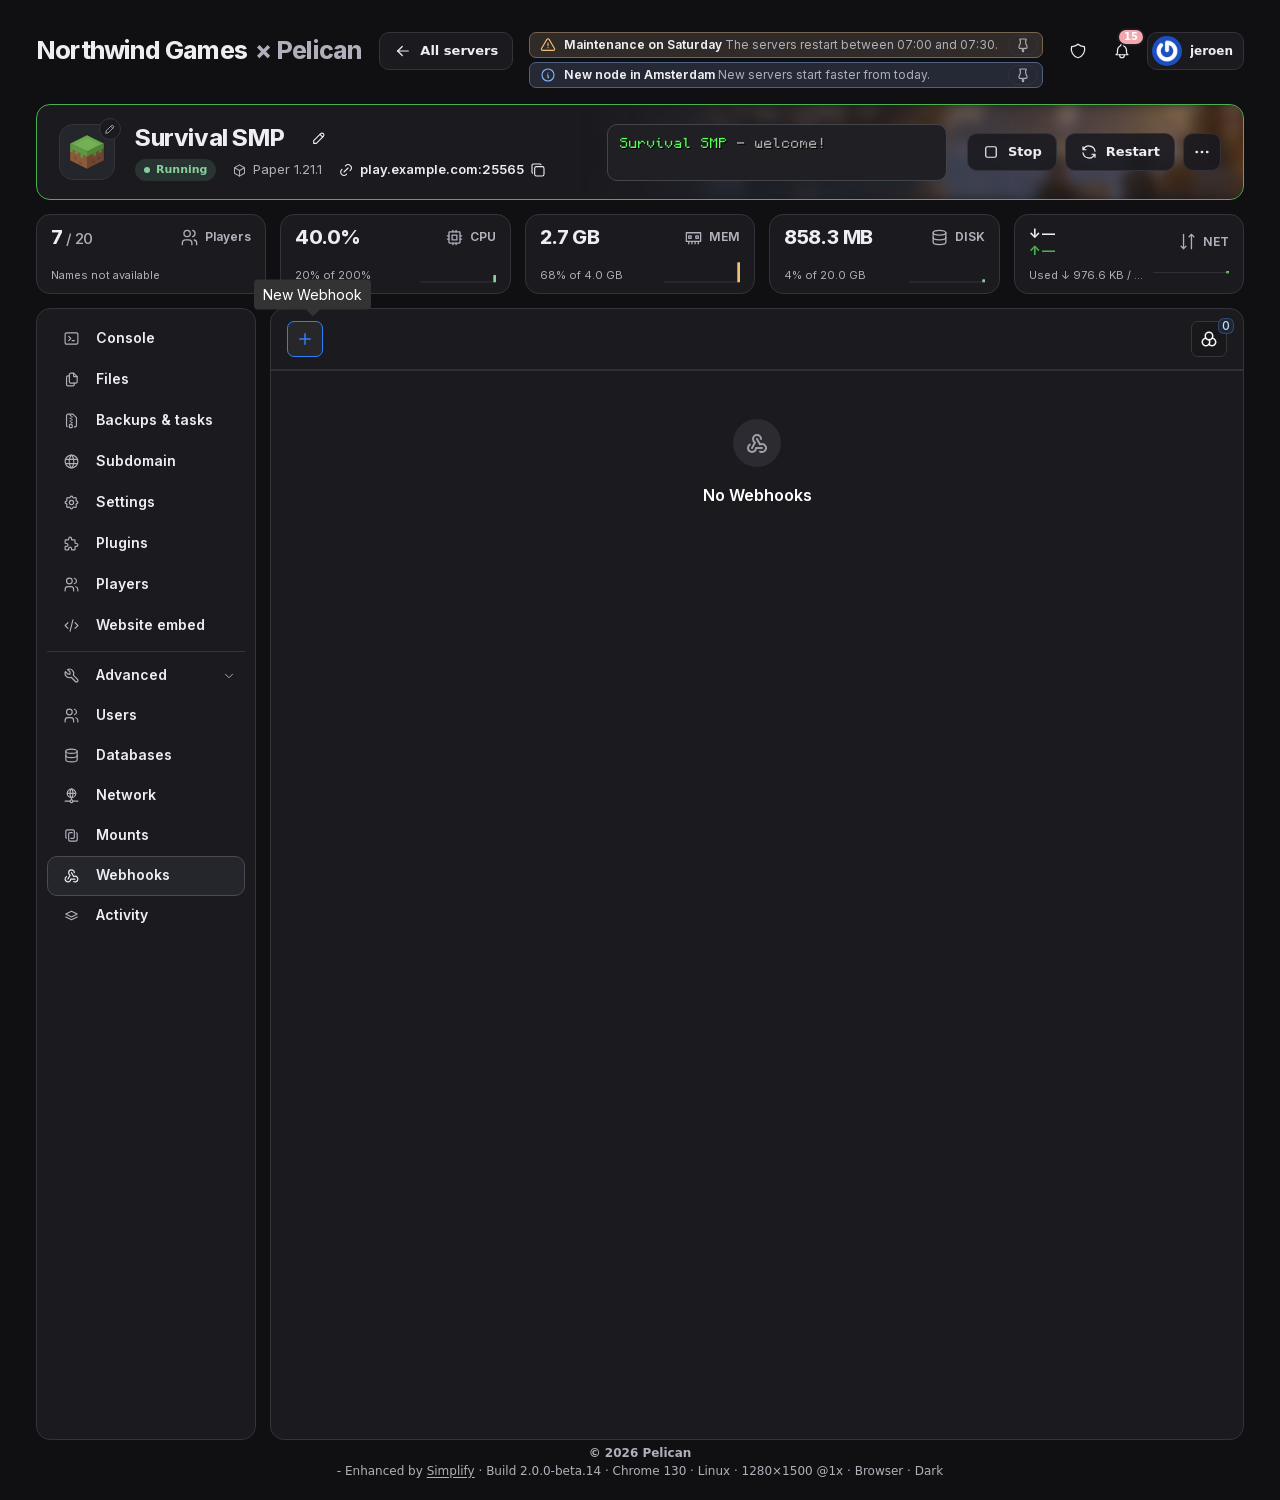 Northwind Games × Pelican
All servers
Maintenance on Saturday The servers restart between 07:00 and 07:30.
New node in Amsterdam New servers start faster from today.
15
jeroen
Survival SMP
Running
Paper 1.21.1
play.example.com:25565
Survival SMP - welcome!
Stop
Restart
7 / 20
Players
Names not available
40.0%
CPU
20% of 200%
2.7 GB
MEM
68% of 4.0 GB
858.3 MB
DISK
4% of 20.0 GB
↓—
↑—
NET
Used ↓ 976.6 KB / ...
New Webhook
0
Console
Files
Backups & tasks
Subdomain
Settings
Plugins
Players
Website embed
Advanced
Users
Databases
Network
Mounts
Webhooks
Activity
No Webhooks
© 2026 Pelican
- Enhanced by Simplify · Build 2.0.0-beta.14 · Chrome 130 · Linux · 1280×1500 @1x · Browser · Dark